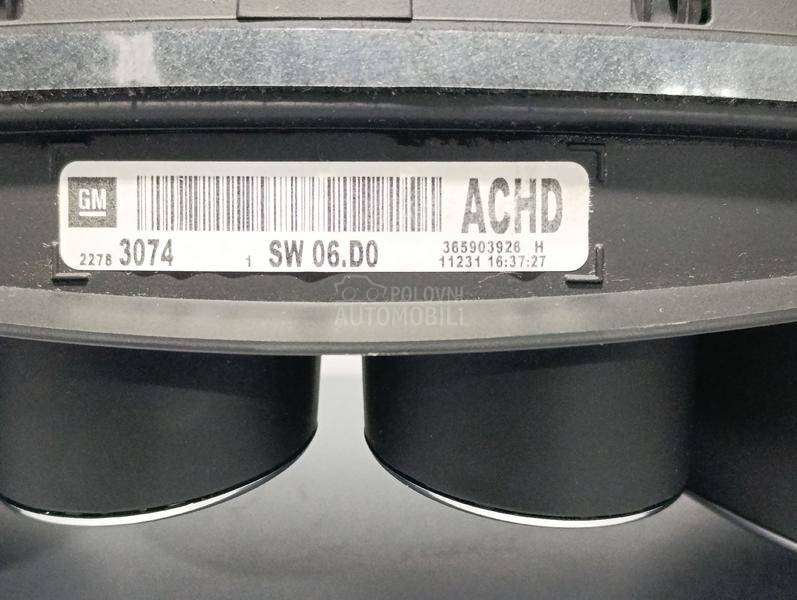 GM
ACHD
2278 3074 1 SW 06.D0 365903926 H
11231 16:37:27
POLOVNI
AUTOMOBILI